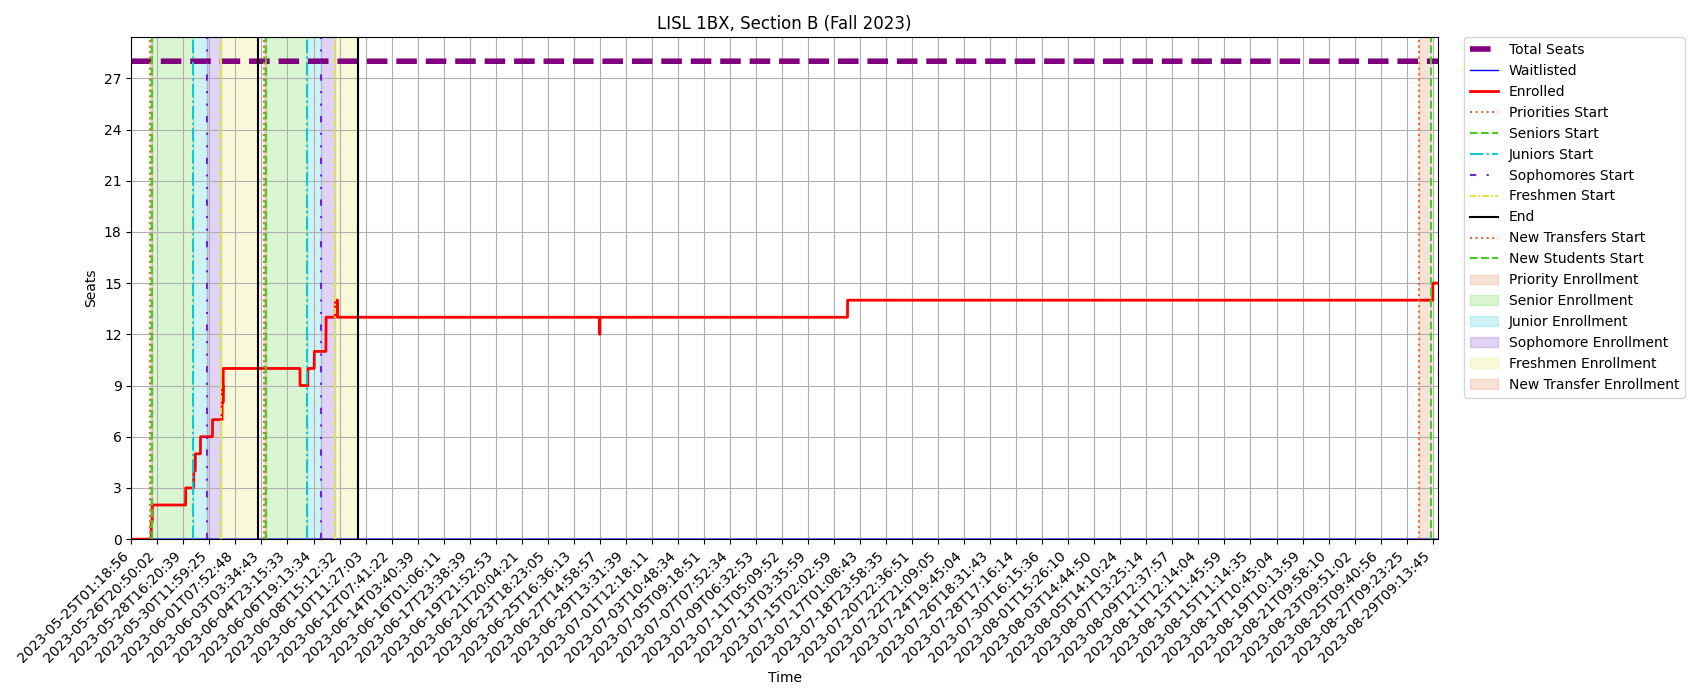 LISL 1BX, Section B (Fall 2023)
Seats
27
24
21
18
15
12
9
6
3
0
2023-05-25T01:18:56
2023-05-26T20:50:02
2023-05-28T16:20:39
2023-05-30T11:59:25
2023-06-01T07:52:48
2023-06-03T03:34:43
2023-06-04T23:15:33
2023-06-06T19:13:34
2023-06-08T15:12:32
2023-06-10T11:27:03
2023-06-12T07:41:22
2023-06-14T03:40:39
2023-06-16T01:06:11
2023-06-17T23:38:39
2023-06-19T21:52:53
2023-06-21T20:04:21
2023-06-23T18:23:05
2023-06-25T16:36:13
2023-06-27T14:58:57
2023-06-29T13:31:39
2023-07-01T12:18:11
2023-07-03T10:48:34
2023-07-05T09:18:51
2023-07-07T07:52:34
2023-07-09T06:32:53
2023-07-11T05:09:52
2023-07-13T03:35:59
2023-07-15T02:02:59
2023-07-17T01:08:43
2023-07-18T23:58:35
2023-07-20T22:36:51
2023-07-22T21:09:05
2023-07-24T19:45:04
2023-07-26T18:31:43
2023-07-28T17:16:14
2023-07-30T16:15:36
2023-08-01T15:26:10
2023-08-03T14:44:50
2023-08-05T14:10:24
2023-08-07T13:25:14
2023-08-09T12:37:57
2023-08-11T12:14:04
2023-08-13T11:45:59
2023-08-15T11:14:35
2023-08-17T10:45:04
2023-08-19T10:13:59
2023-08-21T09:58:10
2023-08-23T09:51:02
2023-08-25T09:40:56
2023-08-27T09:23:25
2023-08-29T09:13:45
Time
Total Seats
Waitlisted
Enrolled
Priorities Start
Seniors Start
Juniors Start
Sophomores Start
Freshmen Start
End
New Transfers Start
New Students Start
Priority Enrollment
Senior Enrollment
Junior Enrollment
Sophomore Enrollment
Freshmen Enrollment
New Transfer Enrollment